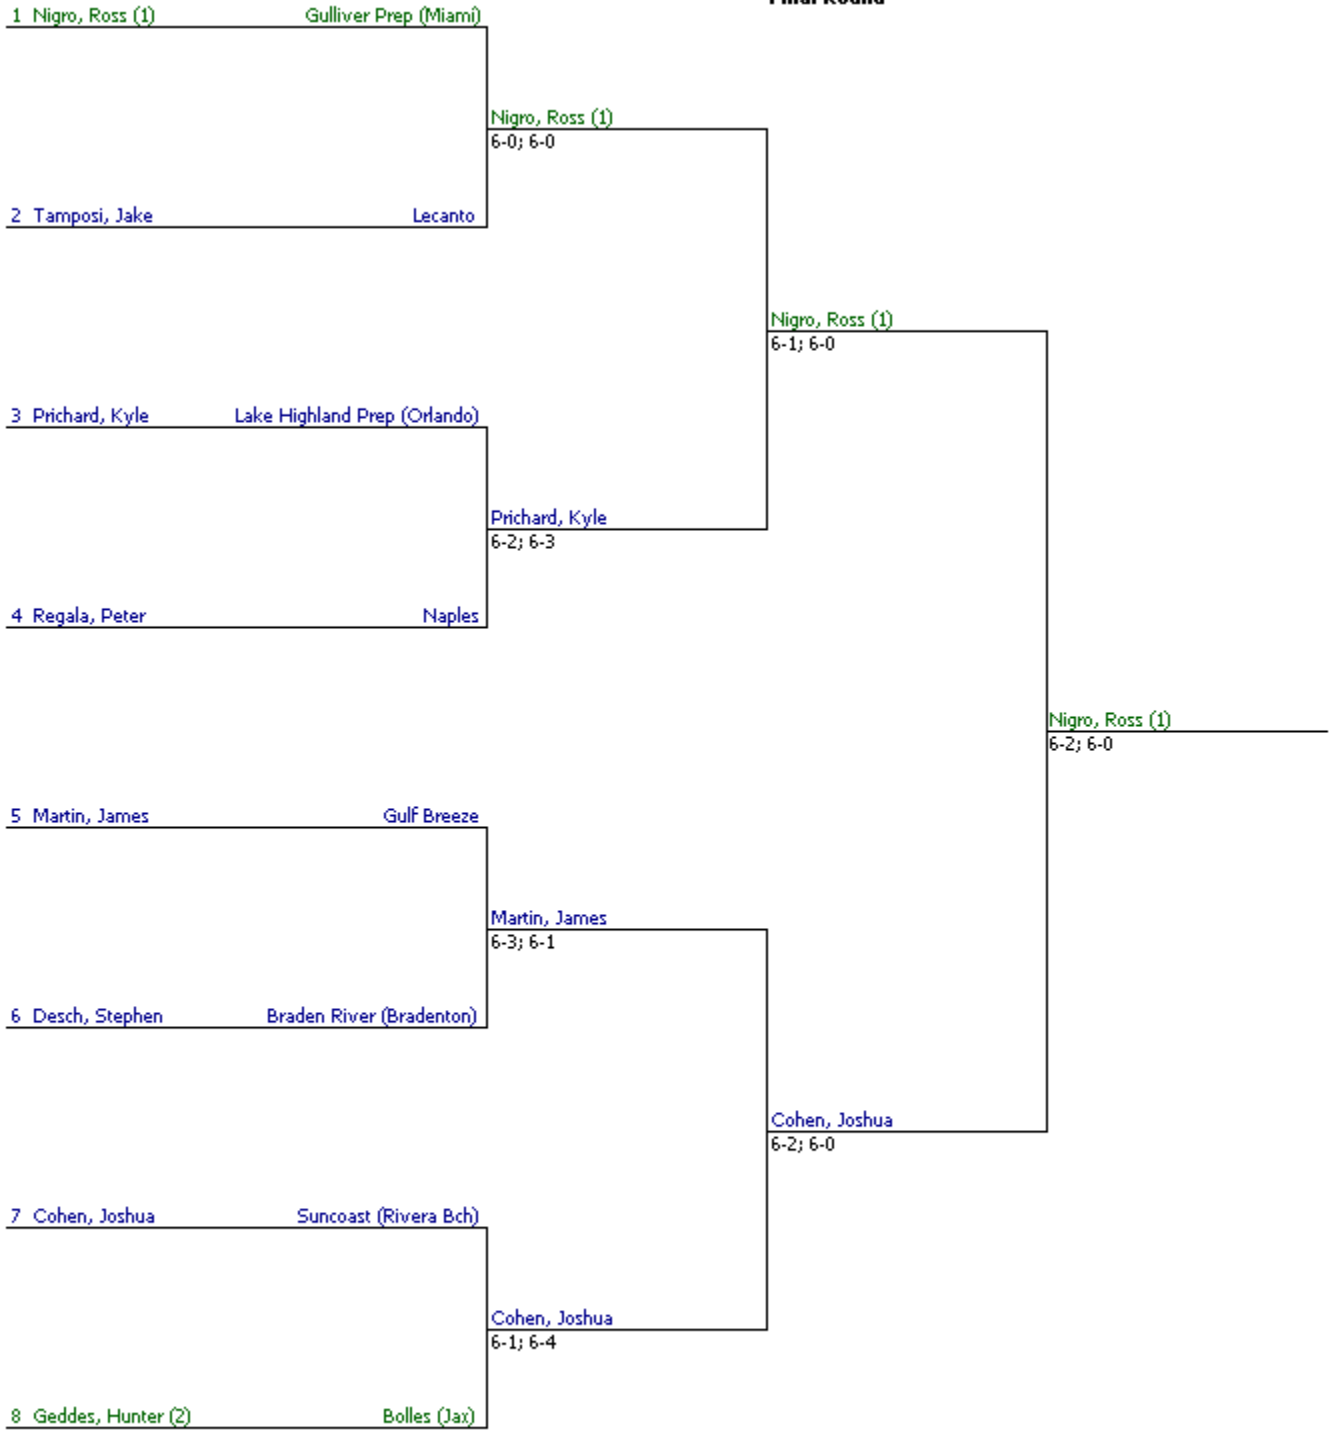 Final Round
1 Nigro, Ross (1) Gulliver Prep (Miami)
Nigro, Ross (1)
6-0; 6-0
2 Tamposi, Jake Lecanto
Nigro, Ross (1)
6-1; 6-0
3 Prichard, Kyle Lake Highland Prep (Orlando)
Prichard, Kyle
6-2; 6-3
4 Regala, Peter Naples
Nigro, Ross (1)
6-2; 6-0
5 Martin, James Gulf Breeze
Martin, James
6-3; 6-1
6 Desch, Stephen Braden River (Bradenton)
Cohen, Joshua
6-2; 6-0
7 Cohen, Joshua Suncoast (Rivera Bch)
Cohen, Joshua
6-1; 6-4
8 Geddes, Hunter (2) Bolles (Jax)